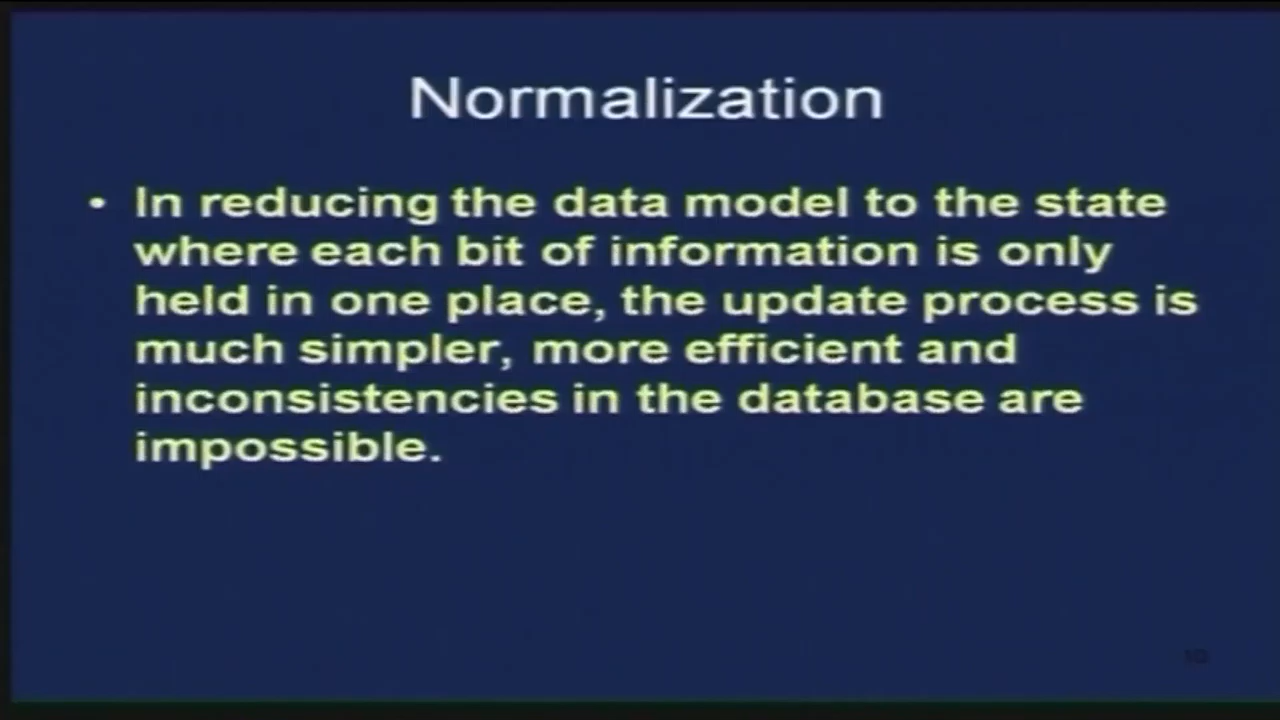 Normalization
• In reducing the data model to the state
where each bit of information is only
held in one place, the update process is
much simpler, more efficient and
inconsistencies in the database are
impossible.